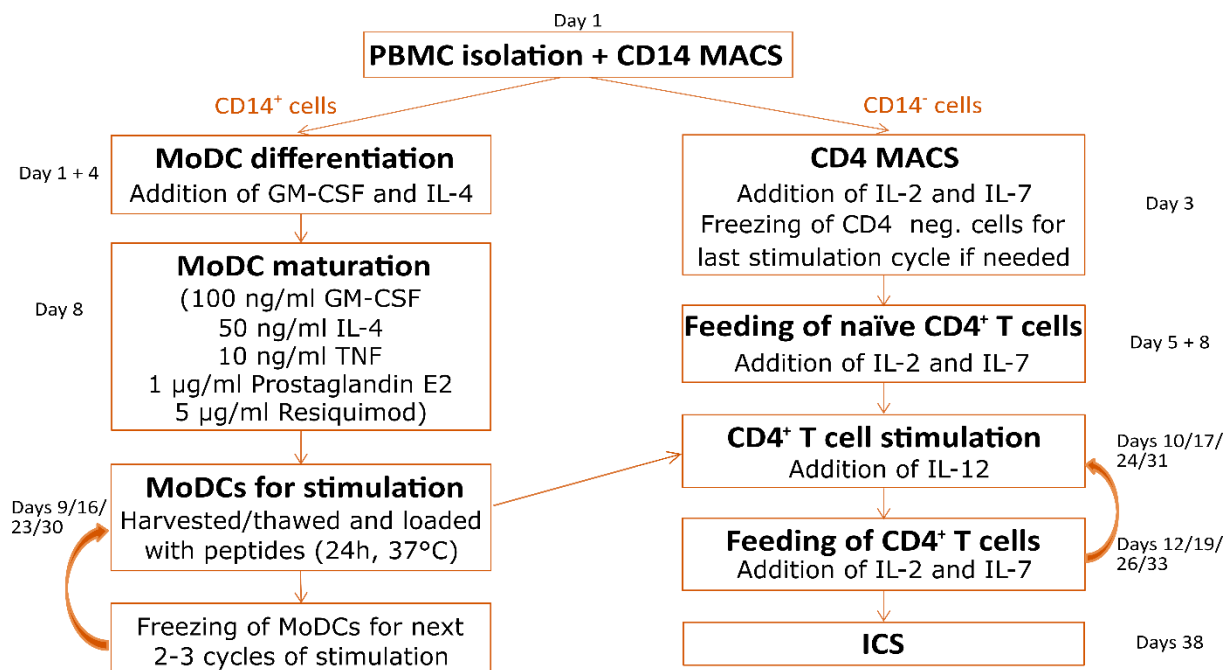 Day 1
PBMC isolation + CD14 MACS
CD14⁺ cells
CD14⁻ cells
Day 1 + 4
MoDC differentiation
Addition of GM-CSF and IL-4
CD4 MACS
Addition of IL-2 and IL-7
Freezing of CD4 neg. cells for
last stimulation cycle if needed
Day 3
Day 8
MoDC maturation
(100 ng/ml GM-CSF
50 ng/ml IL-4
10 ng/ml TNF
1 µg/ml Prostaglandin E2
5 µg/ml Resiquimod)
Feeding of naïve CD4⁺ T cells
Addition of IL-2 and IL-7
Day 5 + 8
CD4⁺ T cell stimulation
Addition of IL-12
Days 10/17/
24/31
Days 9/16/
23/30
MoDCs for stimulation
Harvested/thawed and loaded
with peptides (24h, 37°C)
Feeding of CD4⁺ T cells
Addition of IL-2 and IL-7
Days 12/19/
26/33
Freezing of MoDCs for next
2-3 cycles of stimulation
ICS
Days 38